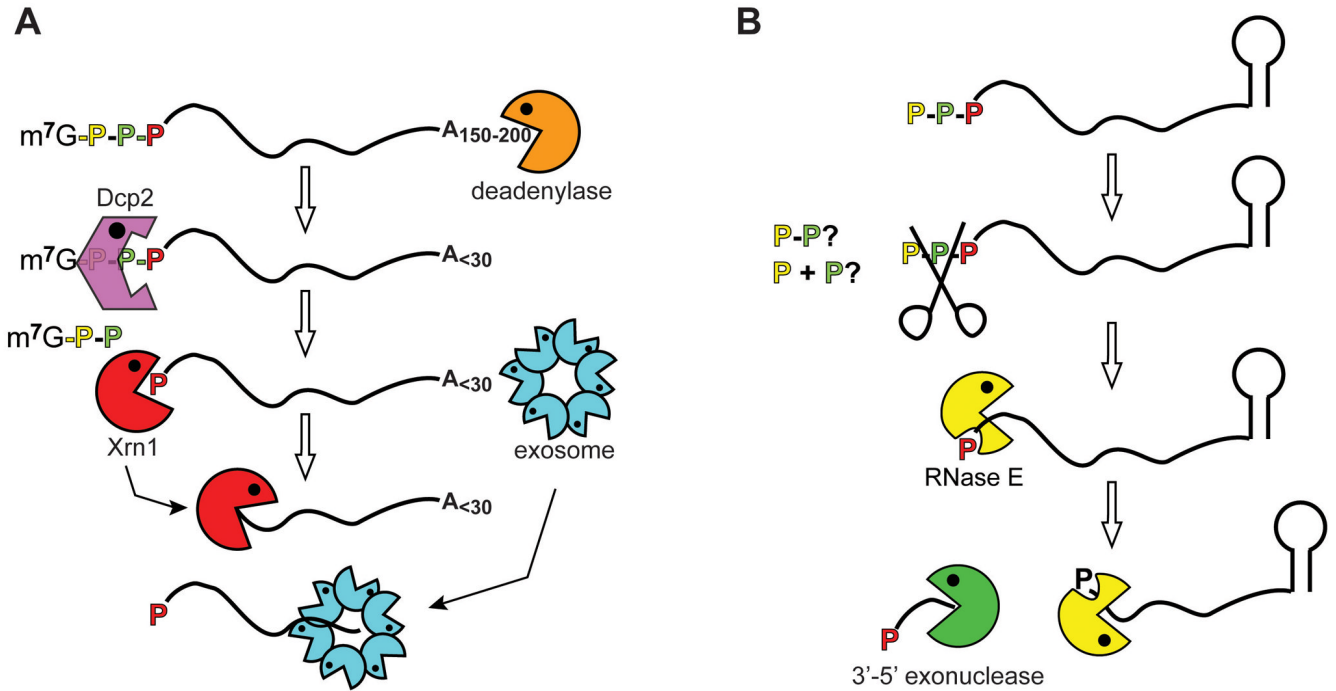 A
m⁷G-P-P-P
A150-200
deadenylase
Dcp2
m⁷G-P-P-P
A<30
m⁷G-P-P
P
A<30
Xrn1
exosome
A<30
P
B
P-P-P
P-P?
P + P?
P-P-P
P
RNase E
P
P
3'-5' exonuclease